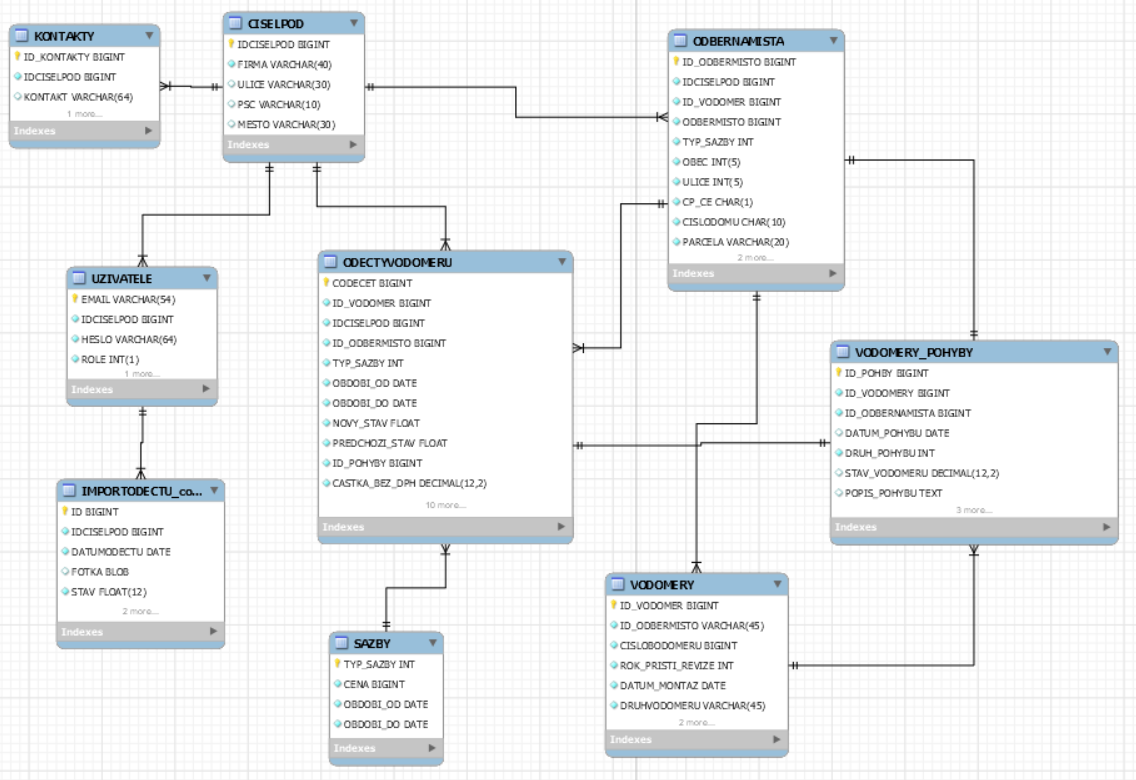 KONTAKTY
ID_KONTAKTY BIGINT
IDCISELPOD BIGINT
KONTAKT VARCHAR(64)
1 more...
Indexes
CISELPOD
IDCISELPOD BIGINT
FIRMA VARCHAR(40)
ULICE VARCHAR(30)
PSC VARCHAR(10)
MESTO VARCHAR(30)
Indexes
ODBERNAMISTA
ID_ODBERMISTO BIGINT
IDCISELPOD BIGINT
ID_VODOMER BIGINT
ODBERMISTO BIGINT
TYP_SAZBY INT
OBEC INT(5)
ULICE INT(5)
CP_CE CHAR(1)
CISLODOMU CHAR(10)
PARCELA VARCHAR(20)
2 more...
Indexes
UZIVATELE
EMAIL VARCHAR(54)
IDCISELPOD BIGINT
HESLO VARCHAR(64)
ROLE INT(1)
1 more...
Indexes
ODECTYVODOMERU
CODECET BIGINT
ID_VODOMER BIGINT
IDCISELPOD BIGINT
ID_ODBERMISTO BIGINT
TYP_SAZBY INT
OBDOBI_OD DATE
OBDOBI_DO DATE
NOVY_STAV FLOAT
PREDCHOZI_STAV FLOAT
ID_POHYBY BIGINT
CASTKA_BEZ_DPH DECIMAL(12,2)
10 more...
Indexes
VODOMERY_POHYBY
ID_POHBY BIGINT
ID_VODOMERY BIGINT
ID_ODBERNAMISTA BIGINT
DATUM_POHYBU DATE
DRUH_POHYBU INT
STAV_VODOMERU DECIMAL(12,2)
POPIS_POHYBU TEXT
3 more...
Indexes
IMPORTODECTU_co...
ID BIGINT
IDCISELPOD BIGINT
DATUMODECTU DATE
FOTKA BLOB
STAV FLOAT(12)
2 more...
Indexes
SAZBY
TYP_SAZBY INT
CENA BIGINT
OBDOBI_OD DATE
OBDOBI_DO DATE
Indexes
VODOMERY
ID_VODOMER BIGINT
ID_ODBERMISTO VARCHAR(45)
CISLOBODOMERU BIGINT
ROK_PRISTI_REVIZE INT
DATUM_MONTAZ DATE
DRUHVODOMERU VARCHAR(45)
2 more...
Indexes